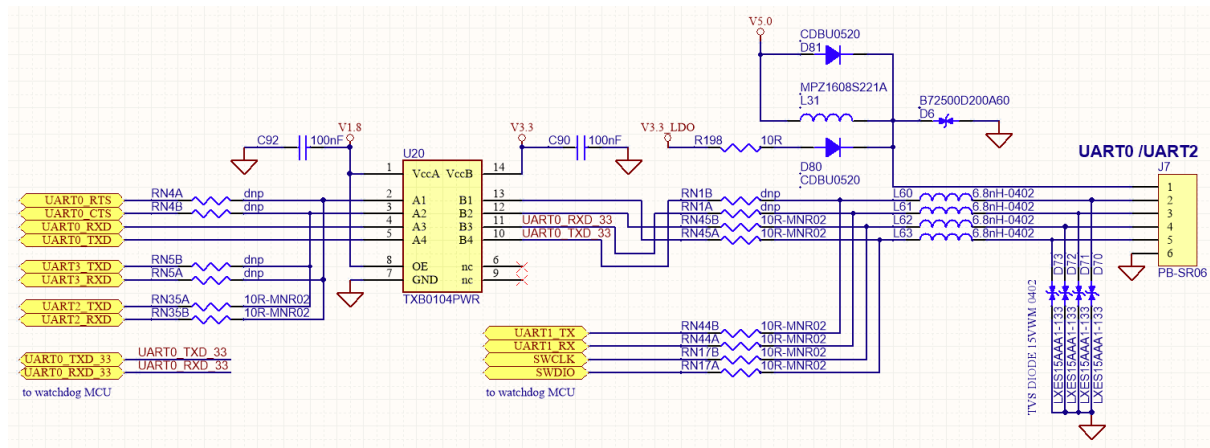 V5.0
CDBU0520
D81
MPZ1608S221A
L31
B72500D200A60
D6
V1.8
V3.3
V3.3_LDO
C92
100nF
C90
100nF
R198
10R
D80
CDBU0520
UART0 /UART2
J7
U20
1
VccA
VccB
14
2
A1
B1
13
3
A2
B2
12
4
A3
B3
11
5
A4
B4
10
8
OE
nc
6
7
GND
nc
9
TXB0104PWR
UART0_RTS
RN4A
dnp
UART0_CTS
RN4B
dnp
UART0_RXD
UART0_TXD
UART3_TXD
RN5B
dnp
UART3_RXD
RN5A
dnp
UART2_TXD
RN35A
10R-MNR02
UART2_RXD
RN35B
10R-MNR02
UART0_TXD_33
UART0_TXD_33
UART0_RXD_33
UART0_RXD_33
to watchdog MCU
UART0_RXD_33
UART0_TXD_33
RN1B
dnp
RN1A
dnp
RN45B
10R-MNR02
RN45A
10R-MNR02
L60
6.8nH-0402
L61
6.8nH-0402
L62
6.8nH-0402
L63
6.8nH-0402
1
2
3
4
5
6
PB-SR06
UART1_TX
RN44B
10R-MNR02
UART1_RX
RN44A
10R-MNR02
SWCLK
RN17B
10R-MNR02
SWDIO
RN17A
10R-MNR02
to watchdog MCU
TVS DIODE 15VWM 0402
D73
LXES15AAA1-133
D72
LXES15AAA1-133
D71
LXES15AAA1-133
D70
LXES15AAA1-133